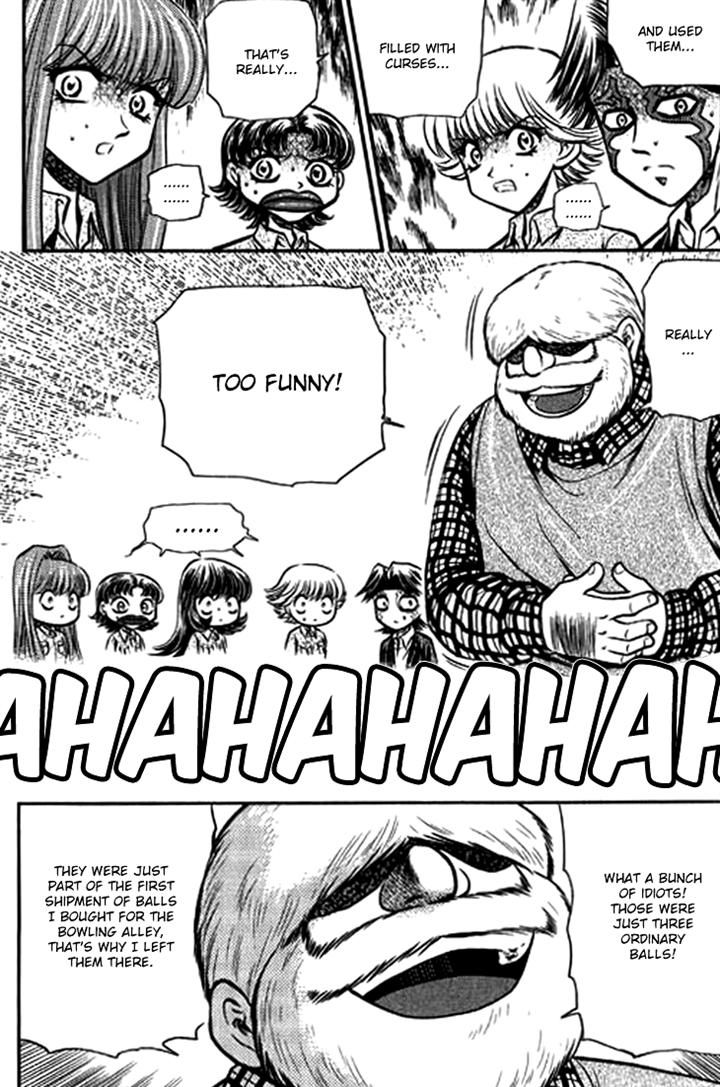 AND USED
THEM...
FILLED WITH
CURSES...
......
......
THAT'S
REALLY...
......
......
REALLY
...
TOO FUNNY!
......
AHAHAHAHAHAH
WHAT A BUNCH
OF IDIOTS!
THOSE WERE
JUST THREE
ORDINARY
BALLS!
THEY WERE JUST
PART OF THE FIRST
SHIPMENT OF BALLS
I BOUGHT FOR THE
BOWLING ALLEY,
THAT'S WHY I LEFT
THEM THERE.